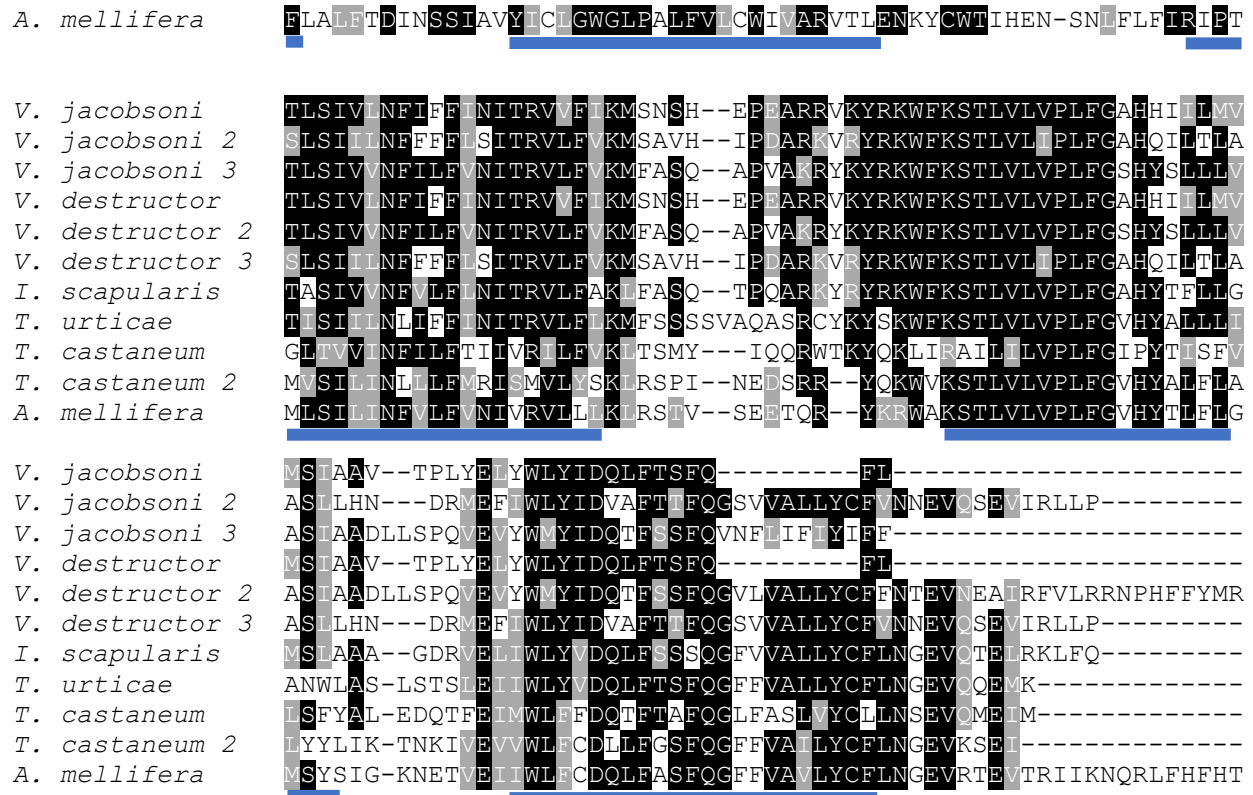 A. mellifera FLALFTDINSSIAVYICLGWGLPALFVLCWIVARVTLENKYCWTIHEN-SNLFLFIRIPT
V. jacobsoni TLSIVLNFIFFINITRVVFIKMSNSH--EPEARRVKYRKWFKSTLVLVPLFGAHHIILMV
V. jacobsoni 2 SLSIILNFFFFLSITRVLFVKMSAVH--IPDARKVRYRKWFKSTLVLIPLFGAHQILTLA
V. jacobsoni 3 TLSIVVNFILFVNITRVLFVKMFASQ--APVAKRYKYRKWFKSTLVLVPLFGSHYSLLLV
V. destructor TLSIVLNFIFFINITRVVFIKMSNSH--EPEARRVKYRKWFKSTLVLVPLFGAHHIILMV
V. destructor 2 TLSIVVNFILFVNITRVLFVKMFASQ--APVAKRYKYRKWFKSTLVLVPLFGSHYSLLLV
V. destructor 3 SLSIILNFFFFLSITRVLFVKMSAVH--IPDARKVRYRKWFKSTLVLIPLFGAHQILTLA
I. scapularis TASIVVNFVLFLNITRVLFAKLFASQ--TPQARKYRYRKWFKSTLVLVPLFGAHYTFLLG
T. urticae TISIILNLIFFINITRVLFLKMFSSSSVAQASRCYKYSKWFKSTLVLVPLFGVHYALLLI
T. castaneum GLTVVINFILFTIIVRILFVKLTSMY---IQQRWTKYQKLIRAILILVPLFGIPYTISFV
T. castaneum 2 MVSILINLLLFMRISMVLYSKLRSPI--NEDSRR--YQKWVKSTLVLVPLFGVHYALFLA
A. mellifera MLSILINFVLFVNIVRVLLLKLRSTV--SEETQR--YKRWAKSTLVLVPLFGVHYTLFLG
V. jacobsoni MSIAAV--TPLYELYWLYIDQLFTSFQ---------FL----------------------
V. jacobsoni 2 ASLLHN---DRMEFIWLYIDVAFTTFQGSVVALLYCFVNNEVQSEVIRLLP---------
V. jacobsoni 3 ASIAADLLSPQVEVYWMYIDQTFSSFQVNFLIFIYIFF----------------------
V. destructor MSIAAV--TPLYELYWLYIDQLFTSFQ---------FL----------------------
V. destructor 2 ASIAADLLSPQVEVYWMYIDQTFSSFQGVLVALLYCFFNTEVNEAIRFVLRRNPHFFYMR
V. destructor 3 ASLLHN---DRMEFIWLYIDVAFTTFQGSVVALLYCFVNNEVQSEVIRLLP---------
I. scapularis MSLAAA--GDRVELIWLYVDQLFSSSQGFVVALLYCFLNGEVQTELRKLFQ---------
T. urticae ANWLAS-LSTSLEIIWLYVDQLFTSFQGFFVALLYCFLNGEVQQEMK-------------
T. castaneum LSFYAL-EDQTFEIMWLFFDQTFTAFQGLFASLVYCLLNSEVQMEIM-------------
T. castaneum 2 LYYLIK-TNKIVEVVWLFCDLLFGSFQGFFVAILYCFLNGEVKSEI--------------
A. mellifera MSYSIG-KNETVEIIWLFCDQLFASFQGFFVAVLYCFLNGEVRTEVTRIIKNQRLFHFHT